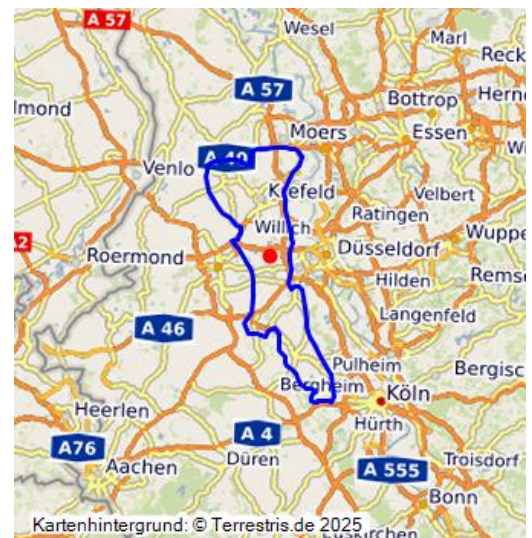 A 57
Wesel
Marl
Reck
A 57
Bottrop
Herne
Moers
Essen
Venlo
A 40
Krefeld
Velbert
Willich
Ratingen
Roermond
Düsseldorf
Wuppe
A2
Hilden
Remsc
Langenfeld
A 46
Pulheim
Bergisc
Bergheim
Köln
Heerlen
A 4
Hürth
A76
Düren
Troisdorf
Aachen
A 555
Bonn
Kartenhintergrund: © Terrestris.de 2025